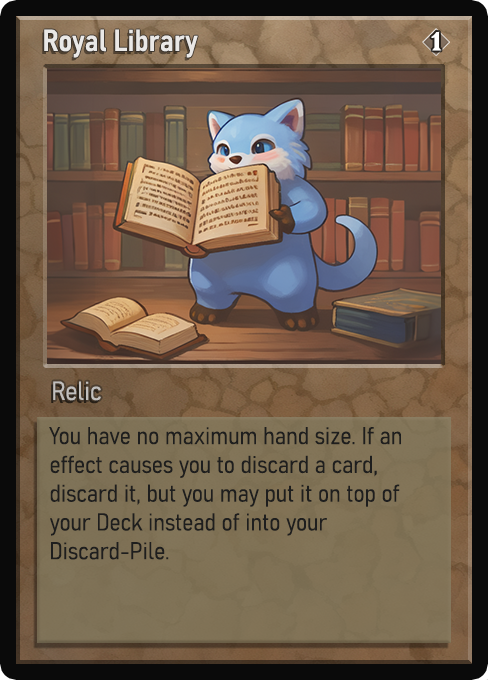 Royal Library 1
Relic
You have no maximum hand size. If an
effect causes you to discard a card,
discard it, but you may put it on top of
your Deck instead of into your
Discard-Pile.